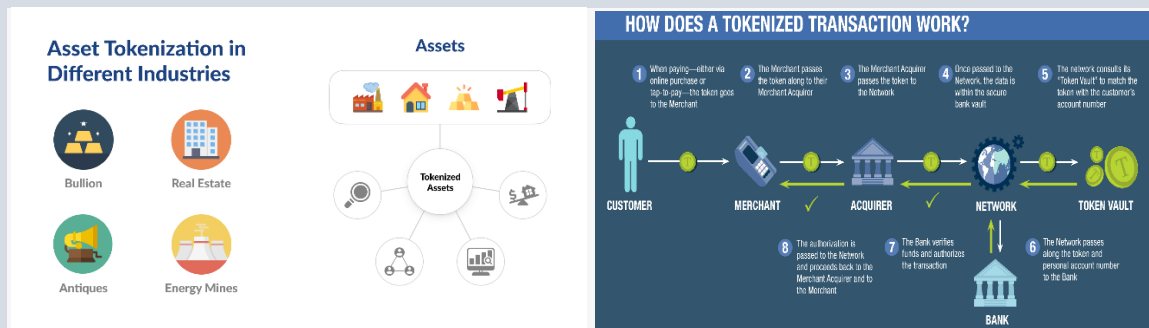 Asset Tokenization in
Different Industries
Bullion
Real Estate
Antiques
Energy Mines
Assets
Tokenized
Assets
HOW DOES A TOKENIZED TRANSACTION WORK?
1 When paying—either via
online purchase or
tap-to-pay—the token goes
to the Merchant
2 The Merchant passes
the token along to their
Merchant Acquirer
3 The Merchant Acquirer
passes the token to
the Network
4 Once passed to the
Network, the data is
within the secure
bank vault
5 The network consults its
"Token Vault" to match the
token with the customer's
account number
T
T
T
T
T
CUSTOMER
MERCHANT
ACQUIRER
NETWORK
TOKEN VAULT
8 The authorization is
passed to the Network
and proceeds back to the
Merchant Acquirer and to
the Merchant
7 The Bank verifies
funds and authorizes
the transaction
6 The Network passes
along the token and
personal account number
to the Bank
BANK